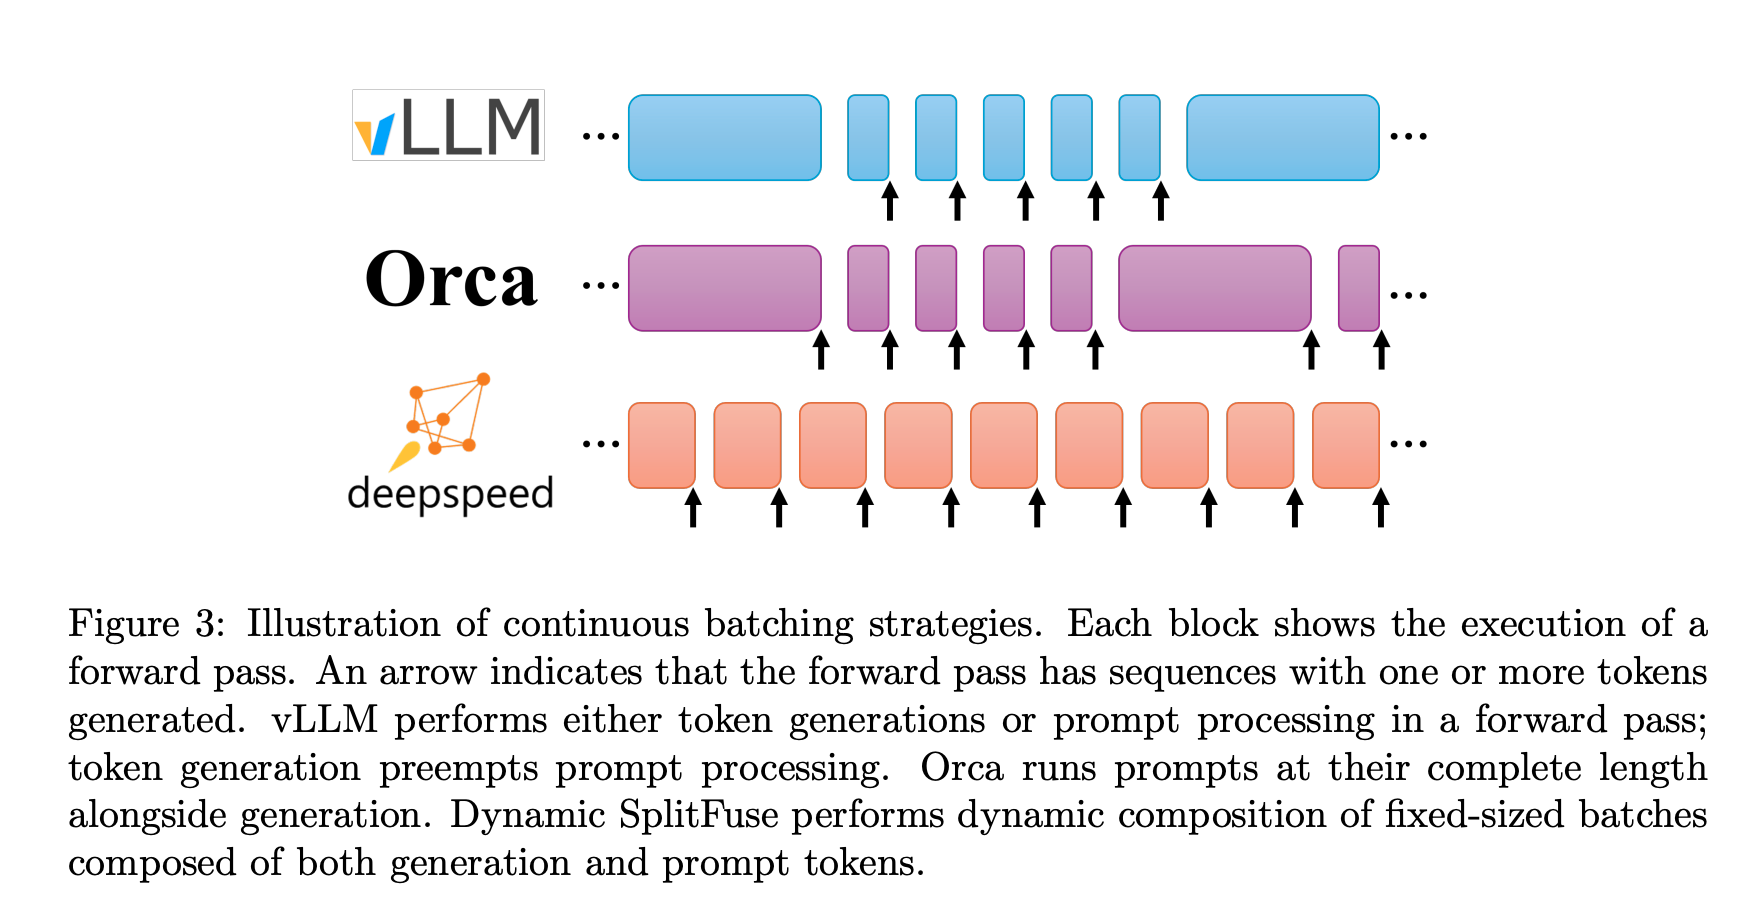 vLLM
...
...
Orca
...
...
...
...
deepspeed
Figure 3: Illustration of continuous batching strategies. Each block shows the execution of a
forward pass. An arrow indicates that the forward pass has sequences with one or more tokens
generated. vLLM performs either token generations or prompt processing in a forward pass;
token generation preempts prompt processing. Orca runs prompts at their complete length
alongside generation. Dynamic SplitFuse performs dynamic composition of fixed-sized batches
composed of both generation and prompt tokens.